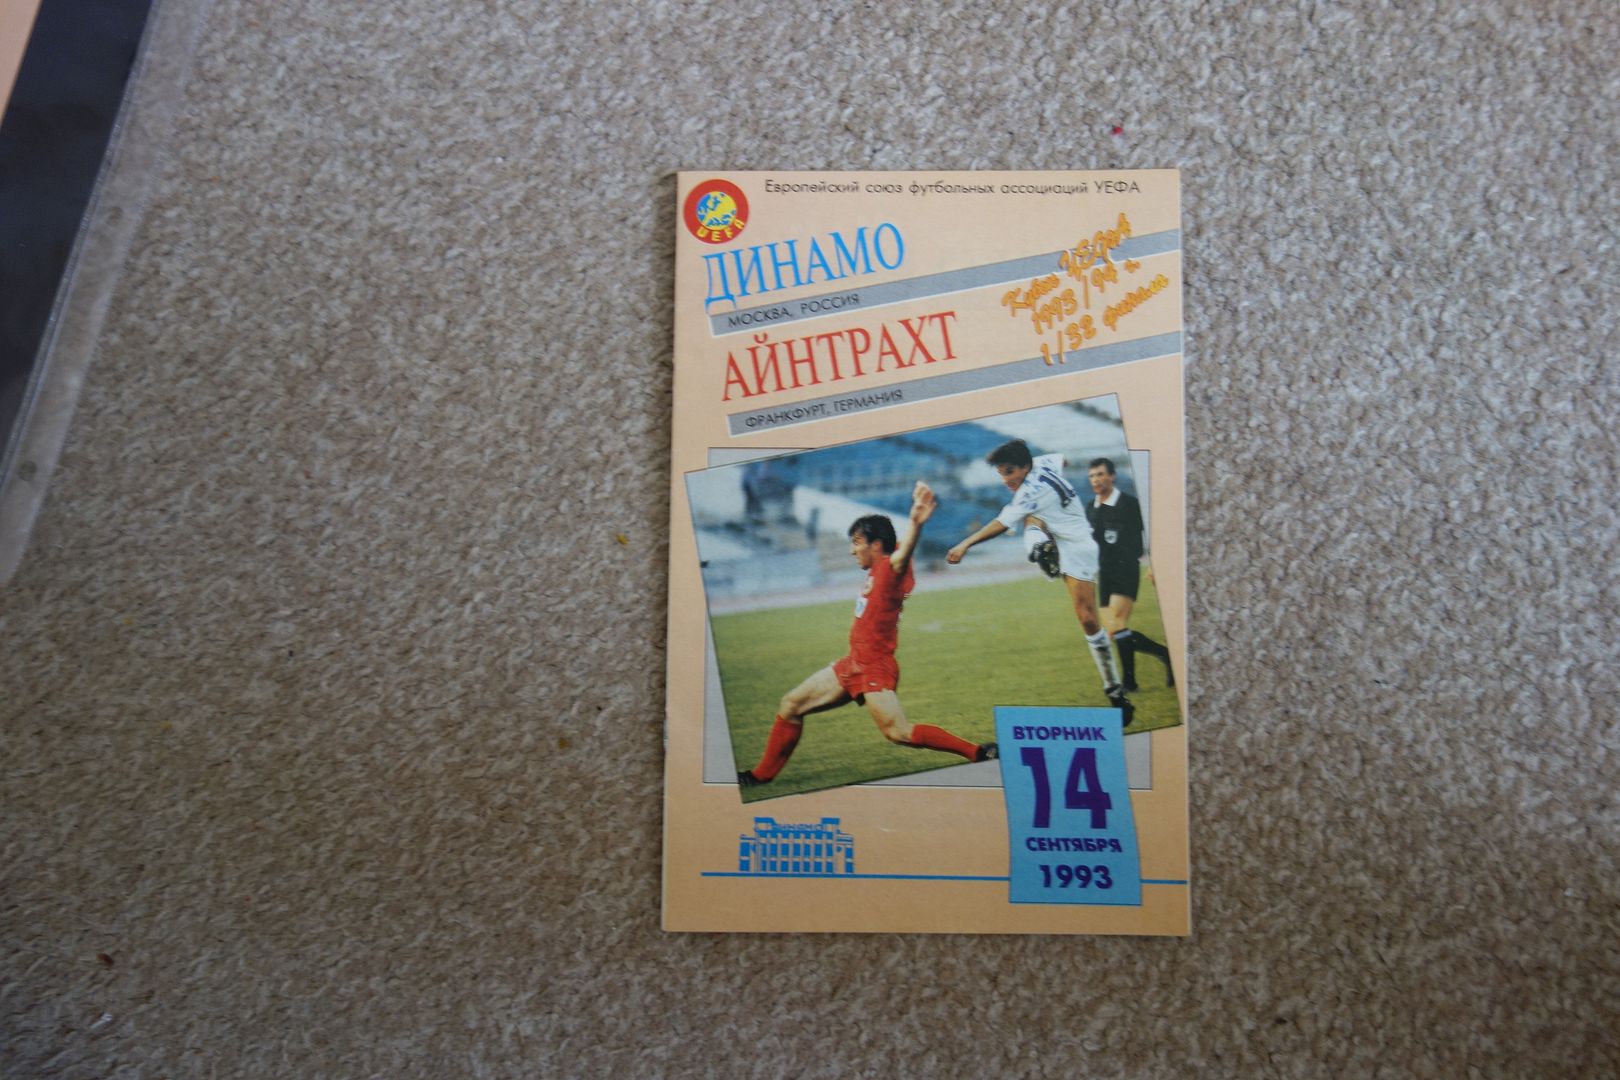 Европейский союз футбольных ассоциаций УЕФА
UEFA
ДИНАМО
МОСКВА, РОССИЯ
Кубок УЕФА
1993/94 г.
1/32 финала
АЙНТРАХТ
ФРАНКФУРТ, ГЕРМАНИЯ
ВТОРНИК
14
СЕНТЯБРЯ
1993
ДИНАМО